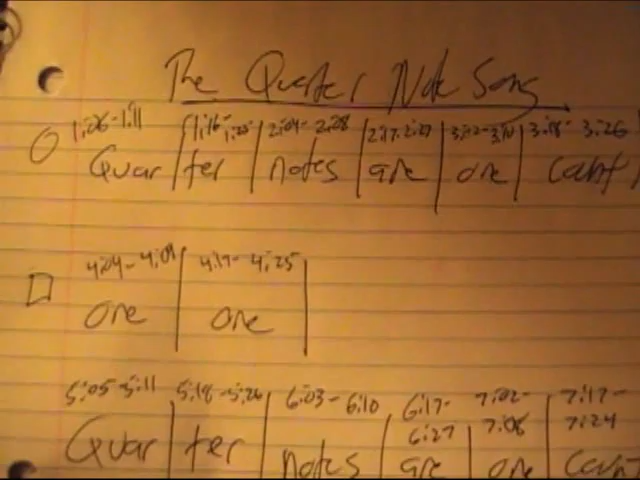 The Quarter Note Song
1:06-1:11 1:16-1:25 2:04-2:08 2:17-2:27 3:02-3:10 3:18-3:26
Quar ter notes are one count
4:04-4:09 4:17-4:25
one one
5:05-5:11 5:18-5:26 6:03-6:10 6:17-6:27 7:02-7:08 7:17-7:24
Quar ter notes are one count